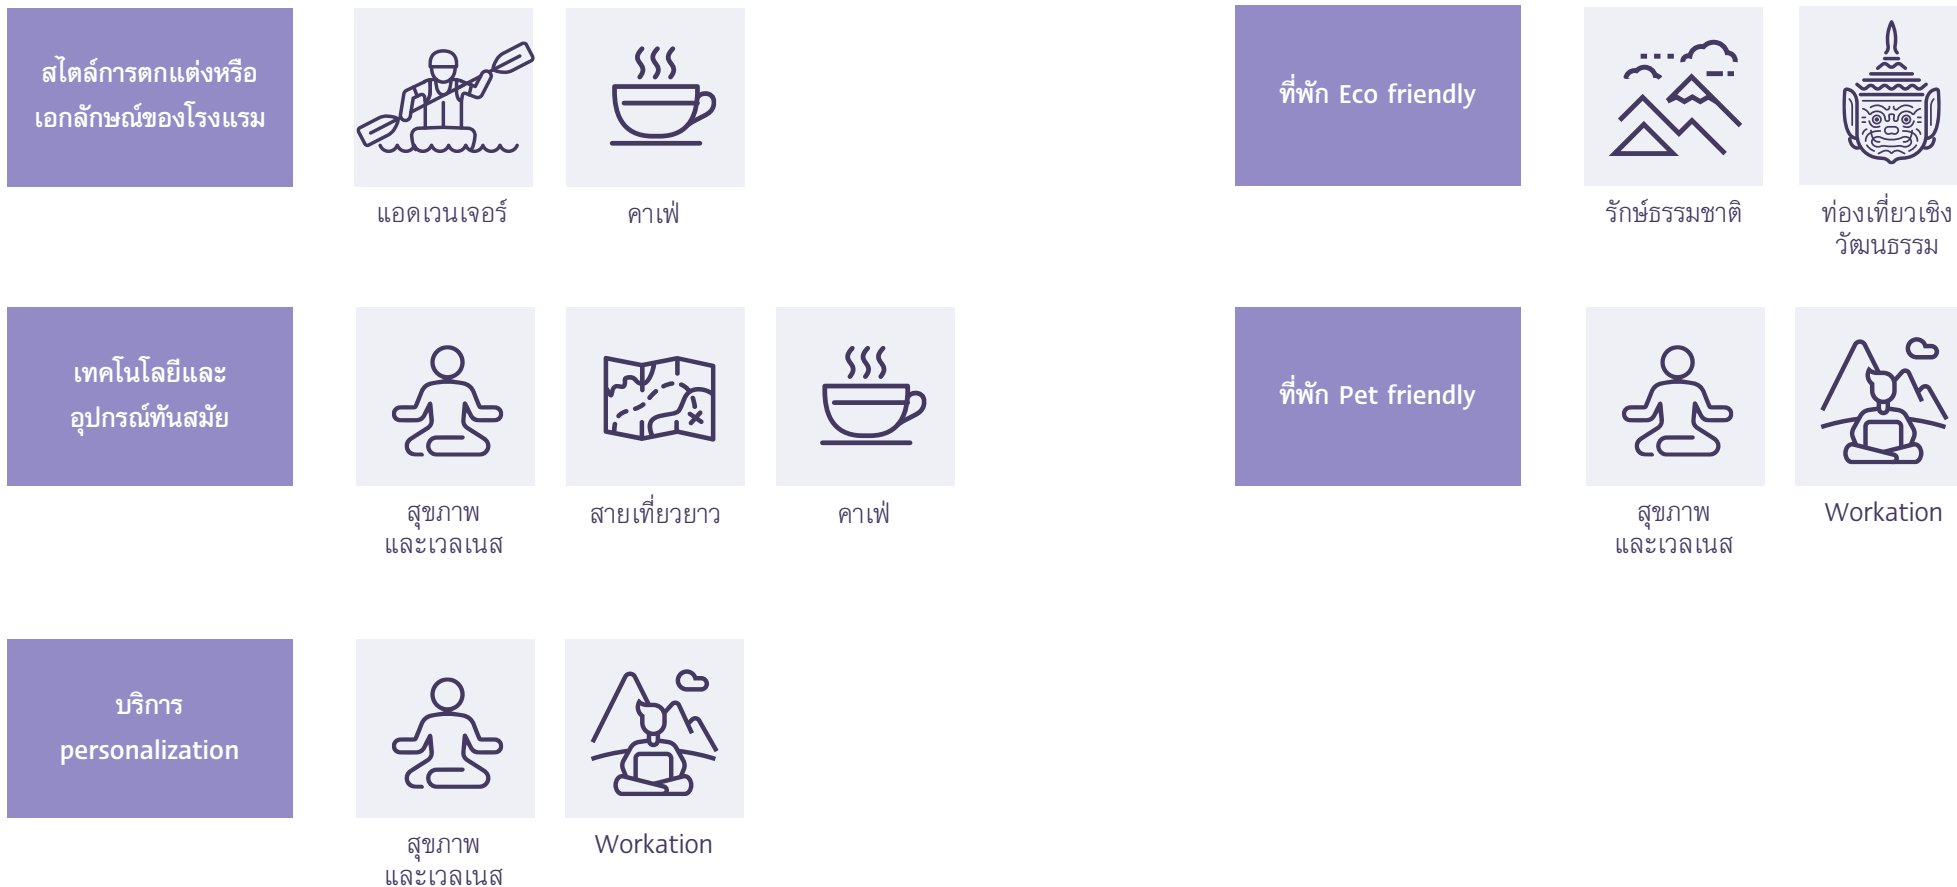 สไตล์การตกแต่งหรือ
เอกลักษณ์ของโรงแรม
แอดเวนเจอร์
คาเฟ่
ที่พัก Eco friendly
รักษ์ธรรมชาติ
ท่องเที่ยวเชิง
วัฒนธรรม
เทคโนโลยีและ
อุปกรณ์ทันสมัย
สุขภาพ
และเวลเนส
สายเที่ยวยาว
คาเฟ่
ที่พัก Pet friendly
สุขภาพ
และเวลเนส
Workation
บริการ
personalization
สุขภาพ
และเวลเนส
Workation